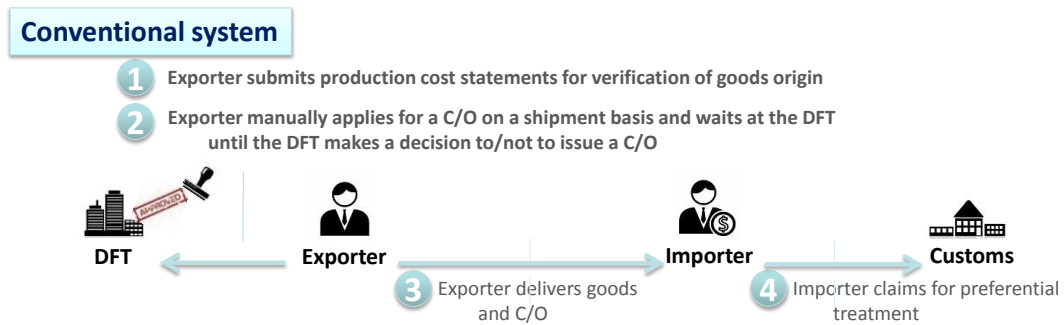 Conventional system
1 Exporter submits production cost statements for verification of goods origin
2 Exporter manually applies for a C/O on a shipment basis and waits at the DFT
until the DFT makes a decision to/not to issue a C/O
APPROVED
DFT
Exporter
Importer
Customs
3 Exporter delivers goods
and C/O
4 Importer claims for preferential
treatment